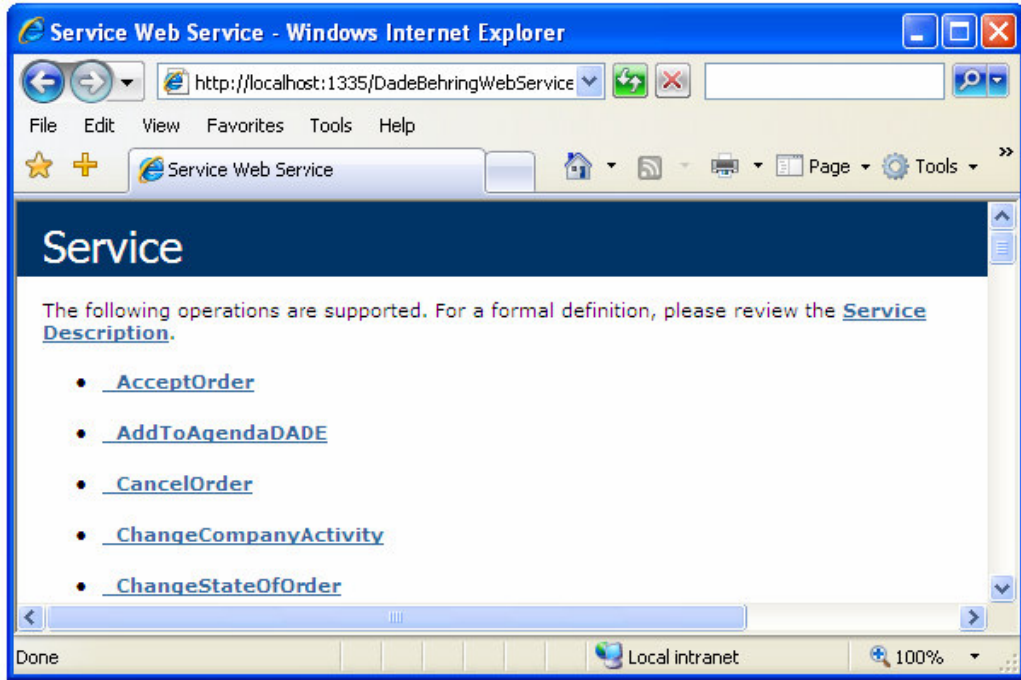 Service Web Service - Windows Internet Explorer
http://localhost:1335/DadeBehringWebService
File Edit View Favorites Tools Help
Service Web Service Page Tools »
Service
The following operations are supported. For a formal definition, please review the Service
Description.
• _AcceptOrder
• _AddToAgendaDADE
• _CancelOrder
• _ChangeCompanyActivity
• _ChangeStateOfOrder
Done Local intranet 100%